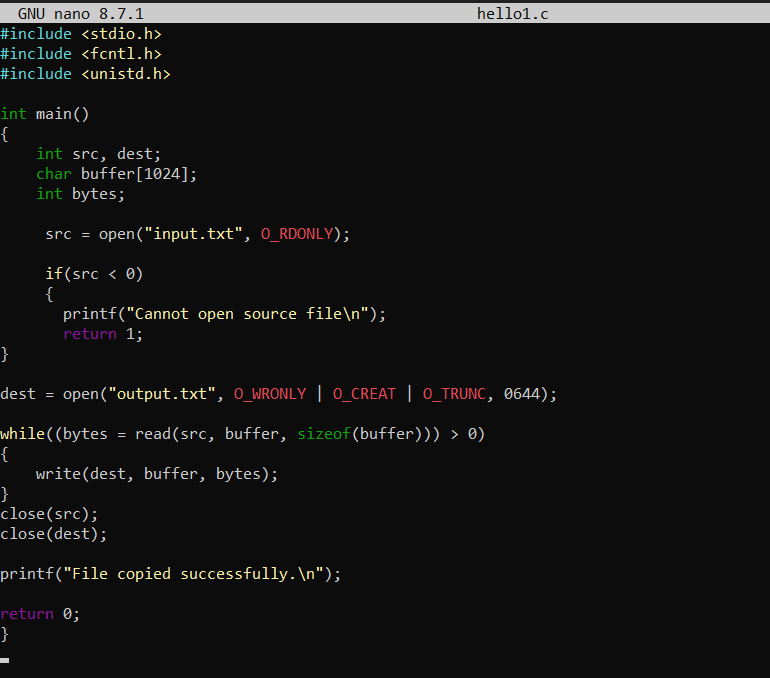 GNU nano 8.7.1 hello1.c
#include <stdio.h>
#include <fcntl.h>
#include <unistd.h>
int main()
{
int src, dest;
char buffer[1024];
int bytes;
src = open("input.txt", O_RDONLY);
if(src < 0)
{
printf("Cannot open source file\n");
return 1;
}
dest = open("output.txt", O_WRONLY | O_CREAT | O_TRUNC, 0644);
while((bytes = read(src, buffer, sizeof(buffer))) > 0)
{
write(dest, buffer, bytes);
}
close(src);
close(dest);
printf("File copied successfully.\n");
return 0;
}